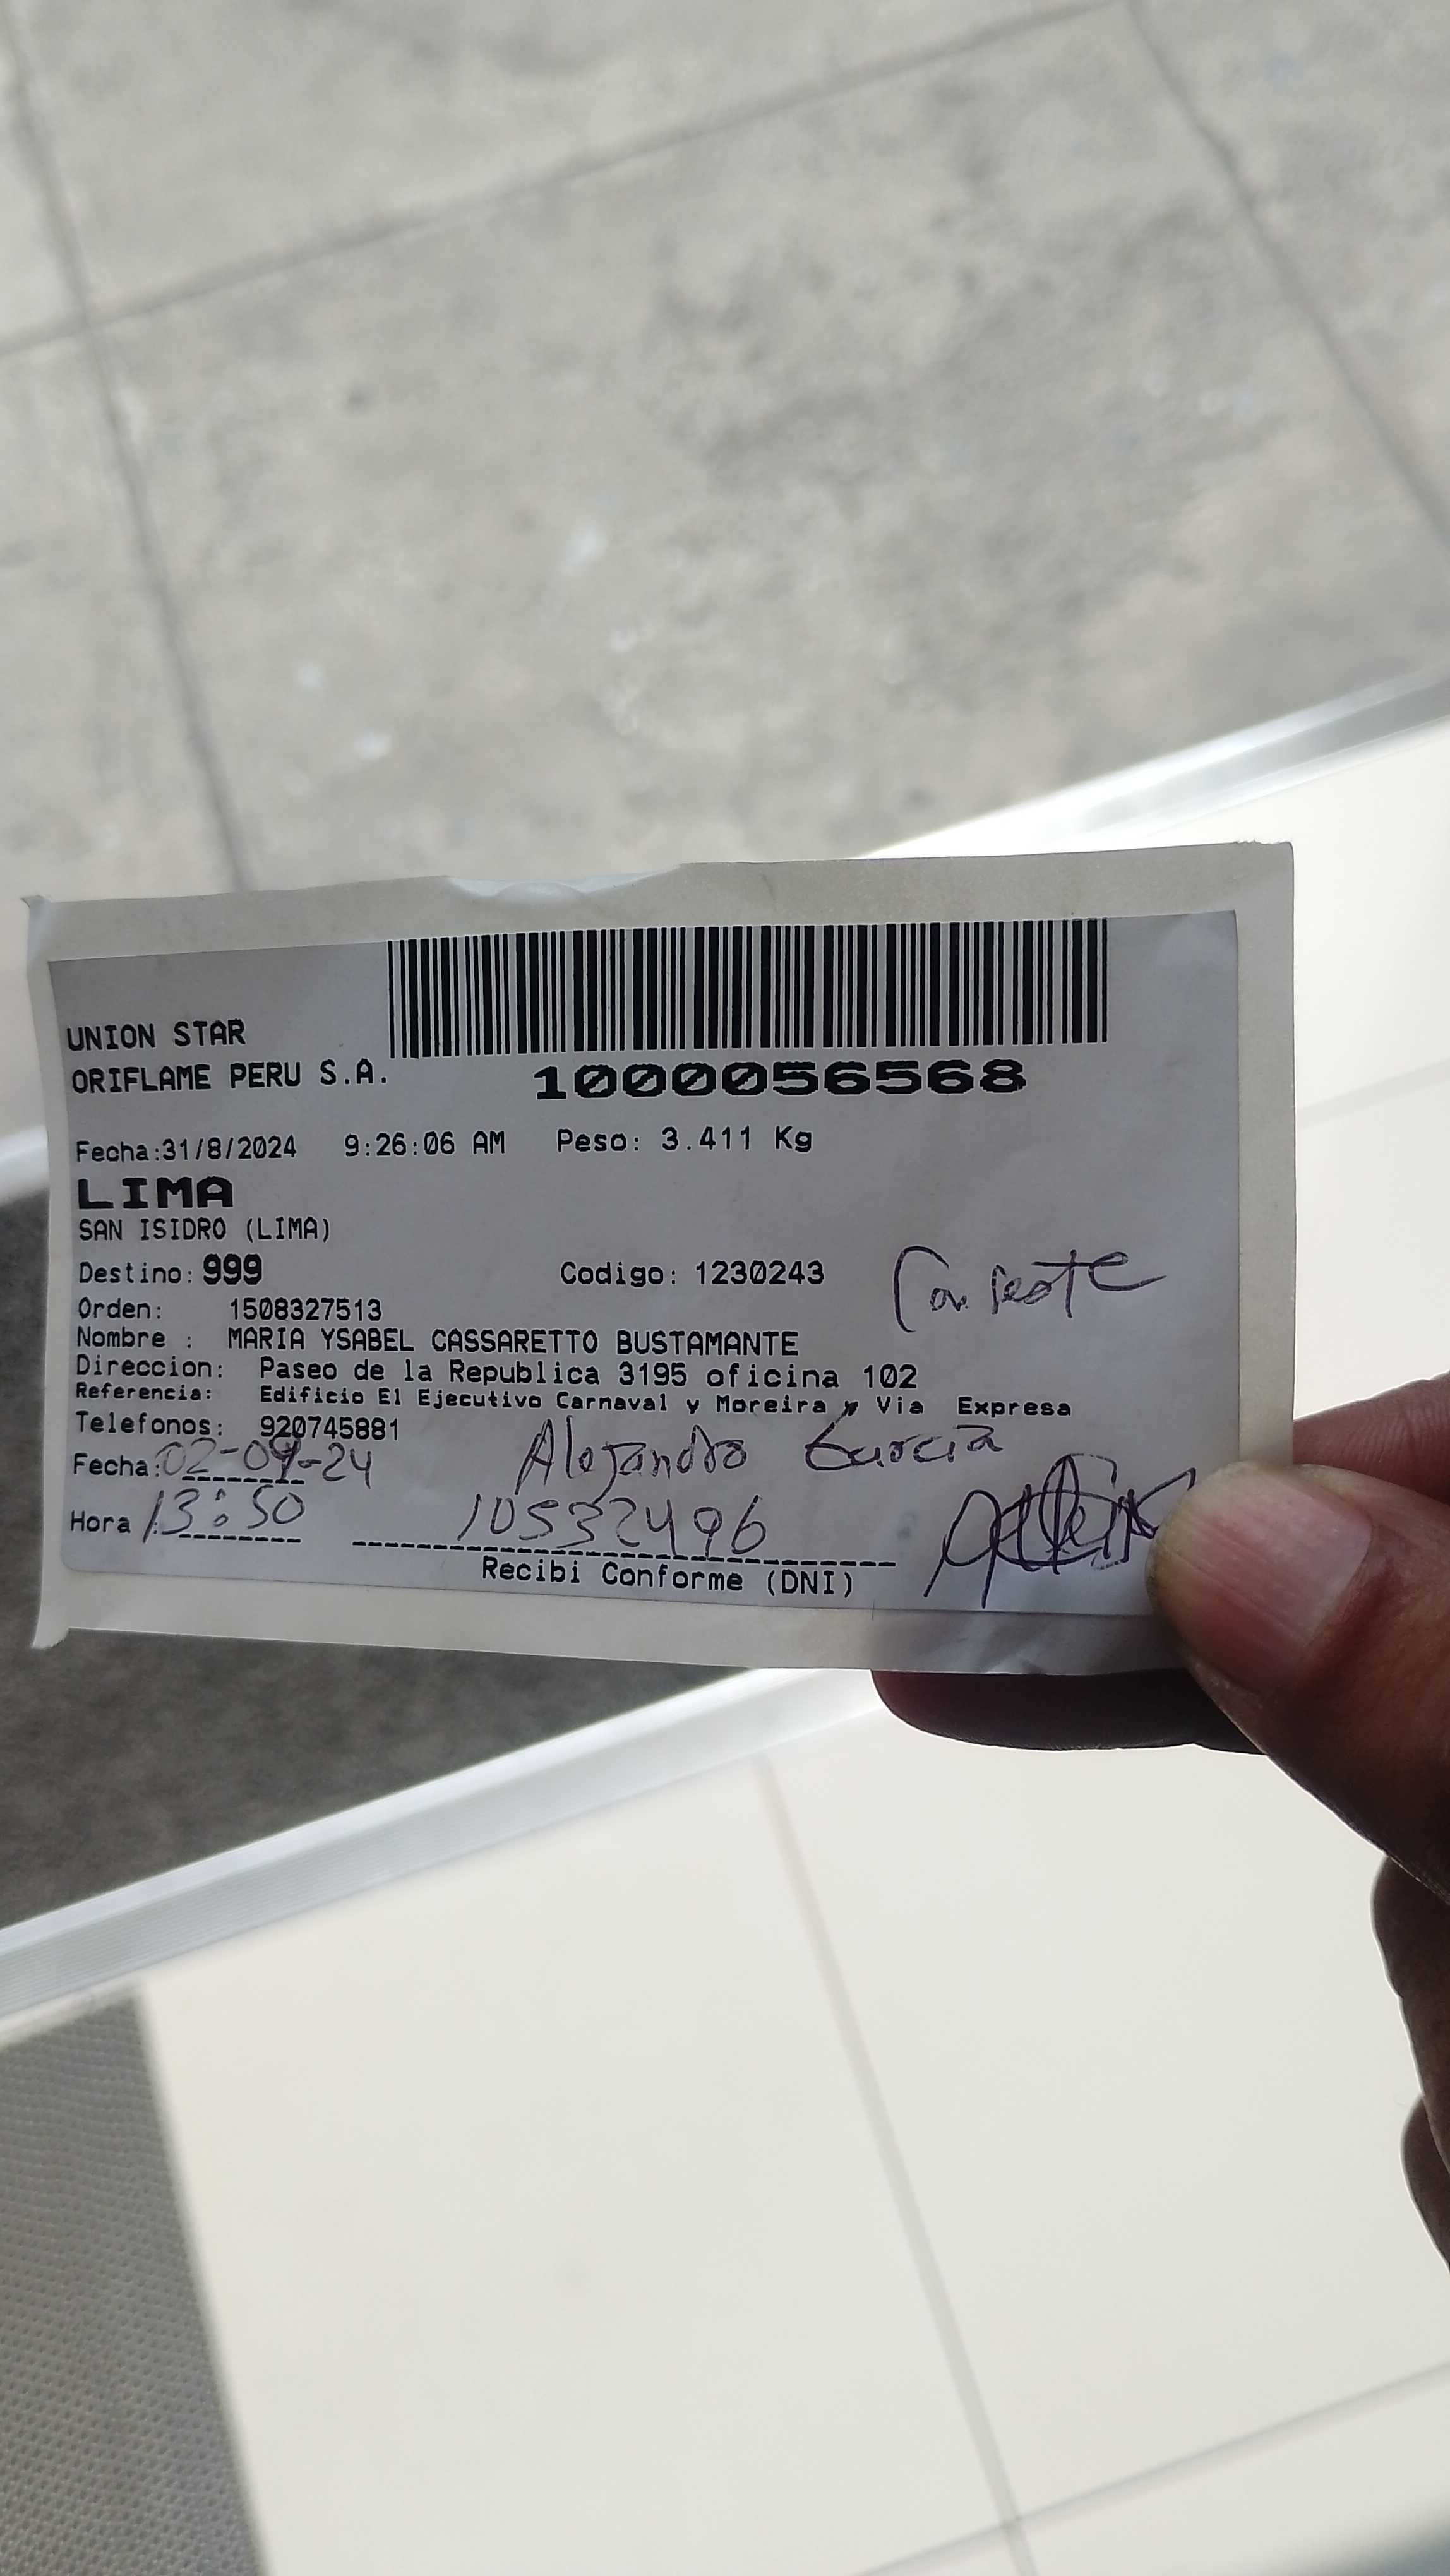 UNION STAR
ORIFLAME PERU S.A.
1000056568
Fecha:31/8/2024 9:26:06 AM Peso: 3.411 Kg
LIMA
SAN ISIDRO (LIMA)
Destino: 999 Codigo: 1230243
Orden: 1508327513
Nombre : MARIA YSABEL CASSARETTO BUSTAMANTE
Direccion: Paseo de la Republica 3195 oficina 102
Referencia: Edificio El Ejecutivo Carnaval y Moreira y Via Expresa
Telefonos: 920745881
Fecha: 02-09-24 Alejandro Garcia
Hora : 13:50 10532496
Recibi Conforme (DNI)